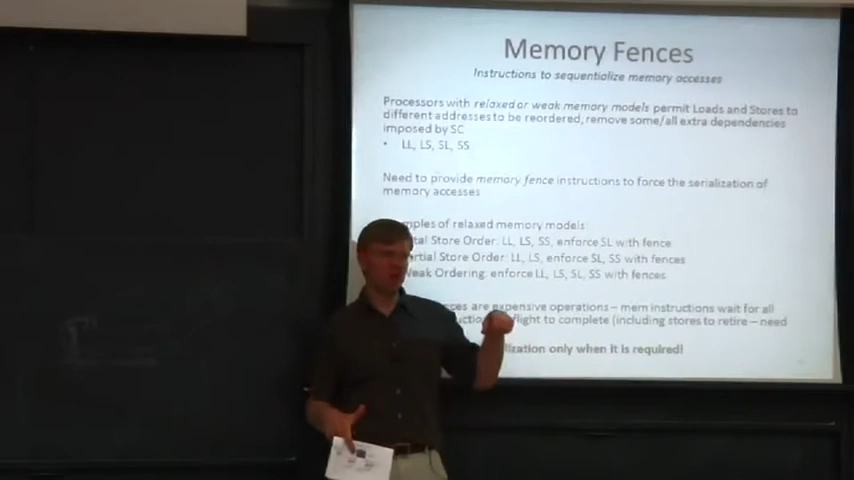 Memory Fences
Instructions to sequentialize memory accesses
Processors with relaxed or weak memory models permit Loads and Stores to
different addresses to be reordered, remove some/all extra dependencies
imposed by SC
• LL, LS, SL, SS
Need to provide memory fence instructions to force the serialization of
memory accesses
mples of relaxed memory models:
tal Store Order: LL, LS, SS, enforce SL with fence
rtial Store Order: LL, LS, enforce SL, SS with fences
Weak Ordering: enforce LL, LS, SL, SS with fences
ces are expensive operations – mem instructions wait for all
flight to complete (including stores to retire – need
lization only when it is required!